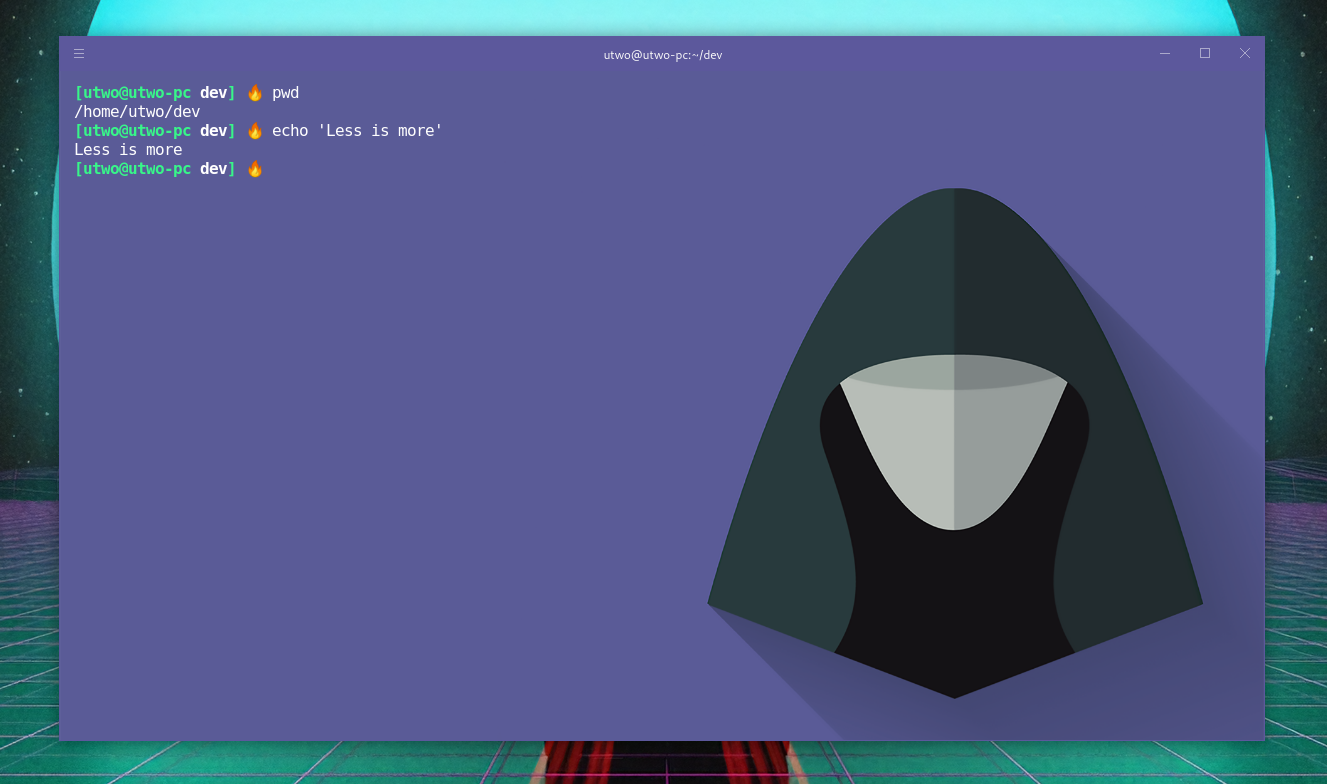 utwo@utwo-pc:~/dev
[utwo@utwo-pc dev] 🔥 pwd
/home/utwo/dev
[utwo@utwo-pc dev] 🔥 echo 'Less is more'
Less is more
[utwo@utwo-pc dev] 🔥